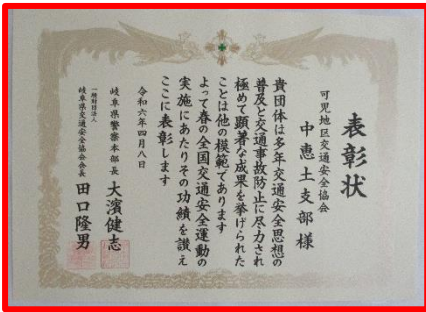 表彰状
可児地区交通安全協会
中恵土支部様
貴団体は多年交通安全思想の
普及と交通事故防止に尽力され
極めて顕著な成果を挙げられた
ことは他の模範であります
よって春の全国交通安全運動の
実施にあたりその功績を讃え
ここに表彰します
令和六年四月八日
岐阜県警察本部長 大濱健志
一般財団法人
岐阜県交通安全協会会長 田口隆男